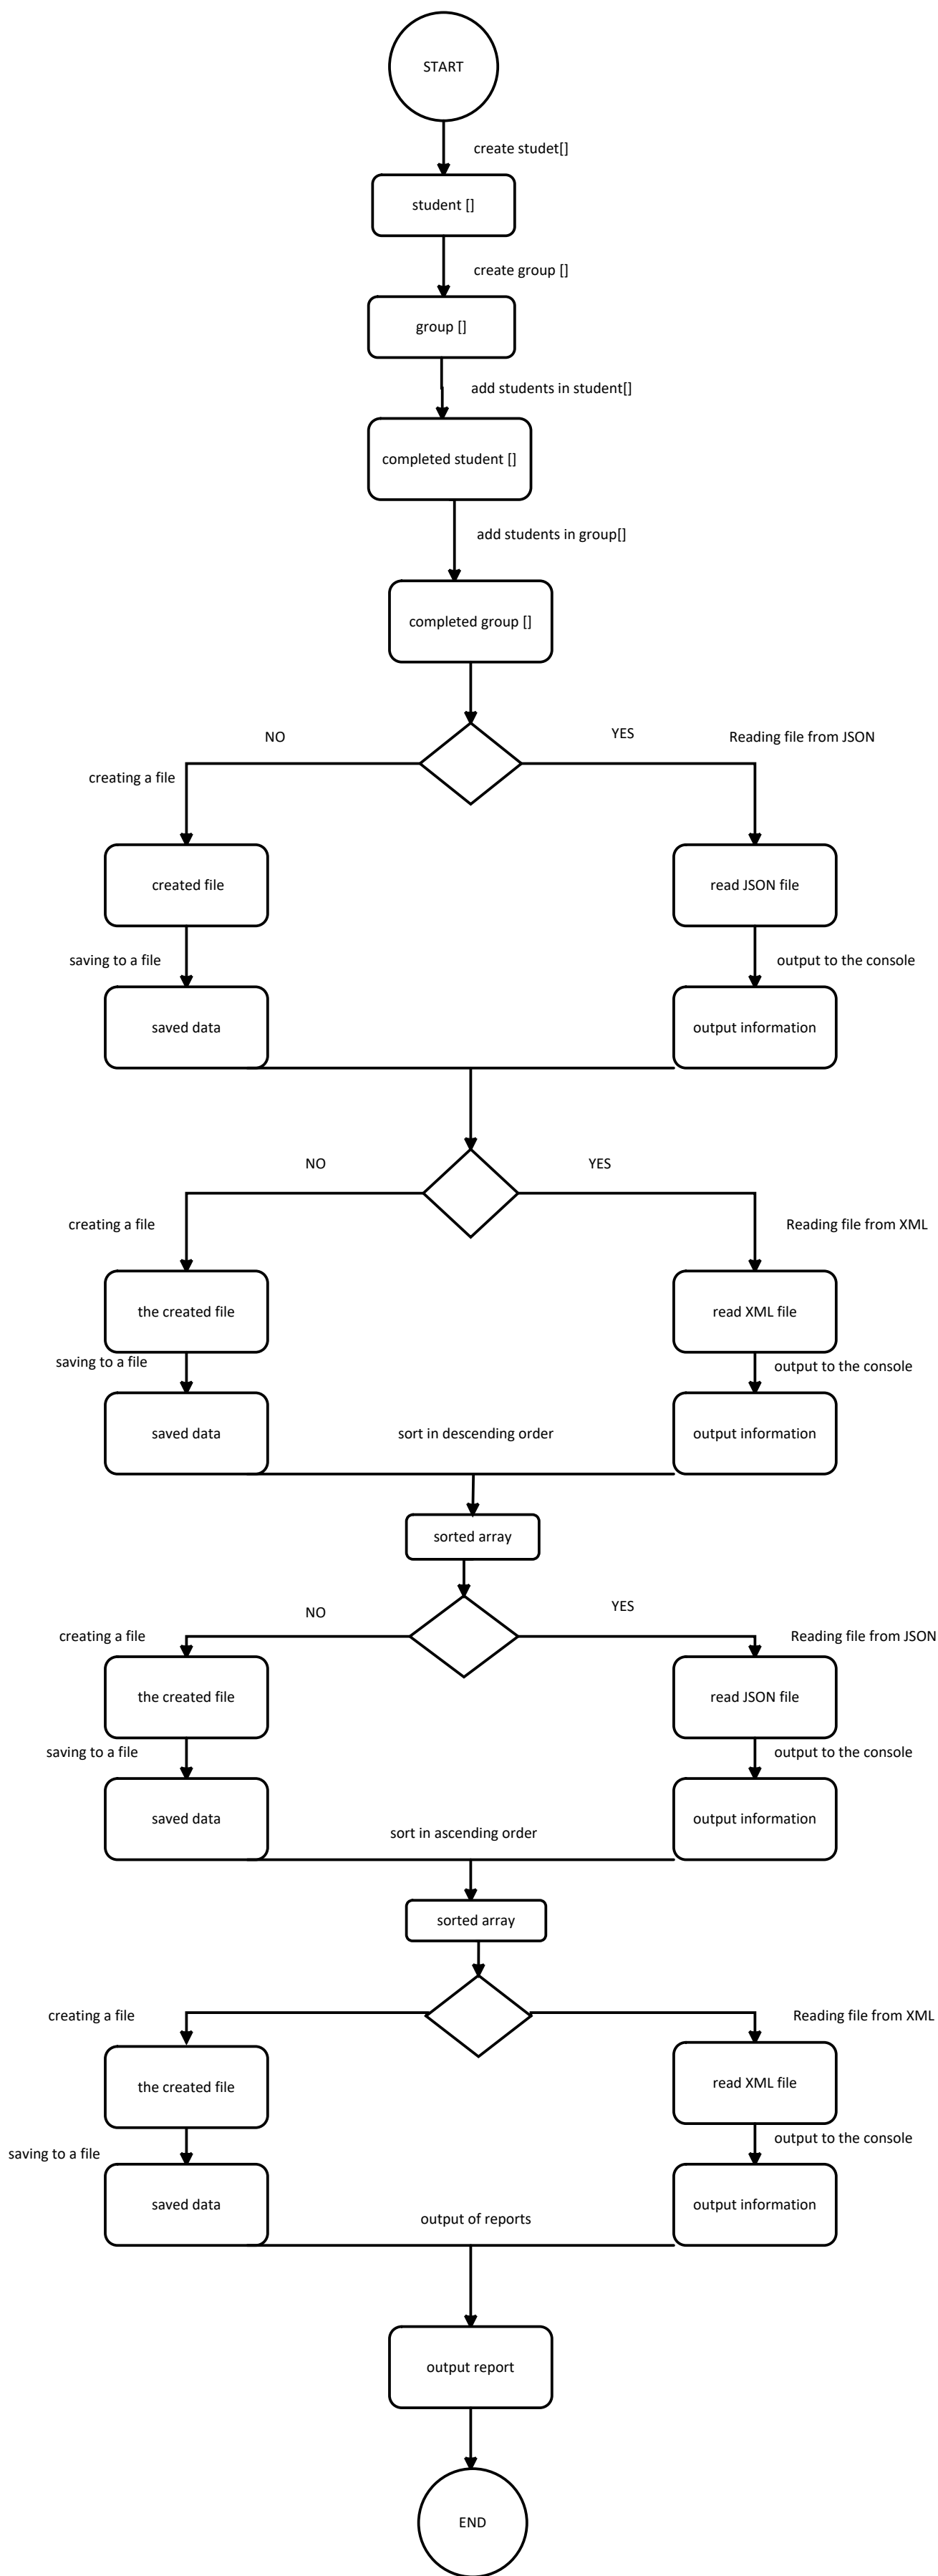 START
create studet[]
student []
create group []
group []
add students in student[]
completed student []
add students in group[]
completed group []
NO
YES
Reading file from JSON
creating a file
created file
read JSON file
saving to a file
output to the console
saved data
output information
NO
YES
creating a file
Reading file from XML
the created file
read XML file
saving to a file
output to the console
saved data
sort in descending order
output information
sorted array
NO
YES
creating a file
Reading file from JSON
the created file
read JSON file
saving to a file
output to the console
saved data
output information
sort in ascending order
sorted array
creating a file
Reading file from XML
the created file
read XML file
saving to a file
output to the console
saved data
output information
output of reports
output report
END